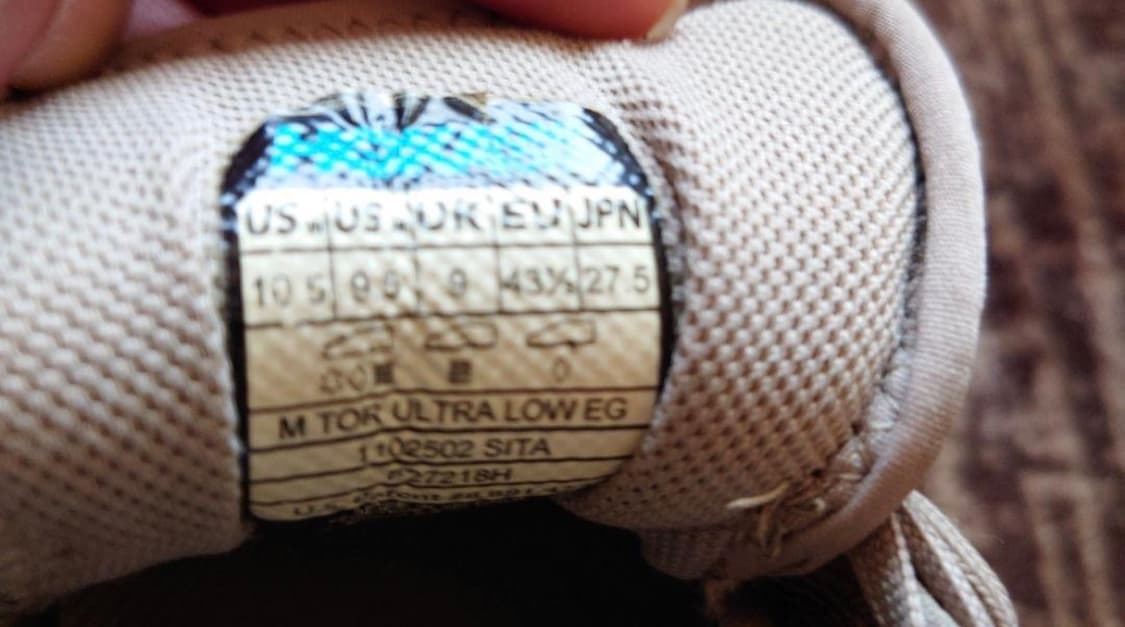 US W US M UK EU JPN
10.5 9.5 9 43⅓ 27.5
M TOR ULTRA LOW EG
1102502 SITA